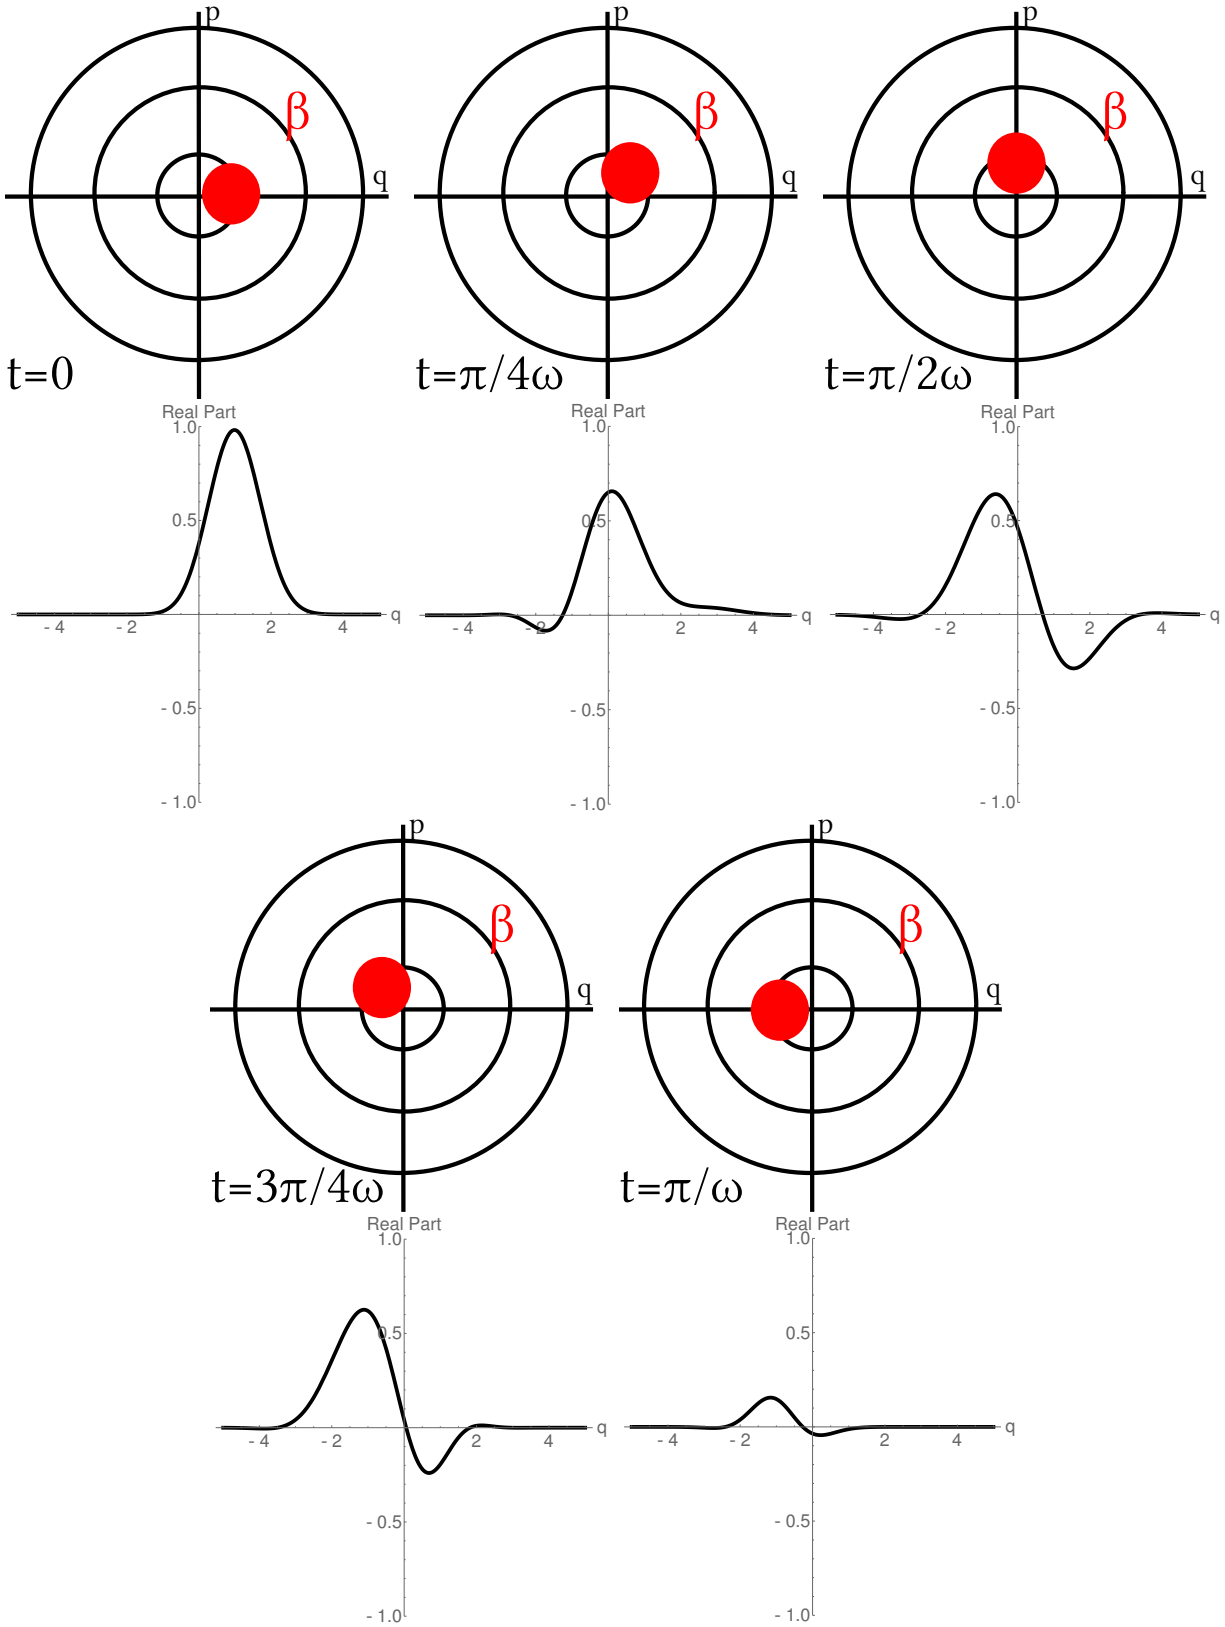 p p p
β β β
q q q
t=0 t=π/4ω t=π/2ω
Real Part Real Part Real Part
1.0 1.0 1.0
0.5 0.5 0.5
q q q
- 4 - 2 2 4 - 4 - 2 2 4 - 4 - 2 2 4
- 0.5 - 0.5 - 0.5
- 1.0 - 1.0 - 1.0
p p
β β
q q
t=3π/4ω t=π/ω
Real Part Real Part
1.0 1.0
0.5 0.5
q q
- 4 - 2 2 4 - 4 - 2 2 4
- 0.5 - 0.5
- 1.0 - 1.0